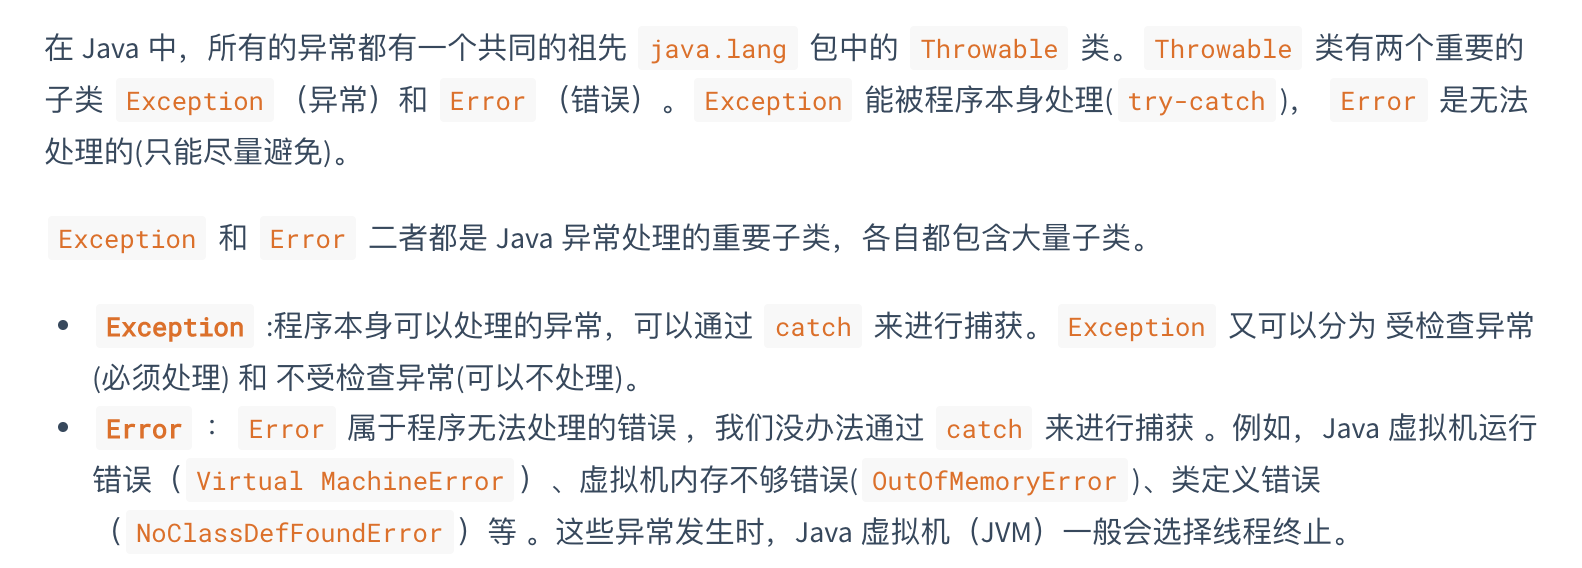 在 Java 中，所有的异常都有一个共同的祖先 java.lang 包中的 Throwable 类。Throwable 类有两个重要的
子类 Exception （异常）和 Error （错误）。Exception 能被程序本身处理( try-catch )， Error 是无法
处理的(只能尽量避免)。
Exception 和 Error 二者都是 Java 异常处理的重要子类，各自都包含大量子类。
• Exception :程序本身可以处理的异常，可以通过 catch 来进行捕获。Exception 又可以分为 受检查异常
(必须处理) 和 不受检查异常(可以不处理)。
• Error ： Error 属于程序无法处理的错误 ，我们没办法通过 catch 来进行捕获 。例如，Java 虚拟机运行
错误（ Virtual MachineError ）、虚拟机内存不够错误( OutOfMemoryError )、类定义错误
（ NoClassDefFoundError ）等 。这些异常发生时，Java 虚拟机（JVM）一般会选择线程终止。